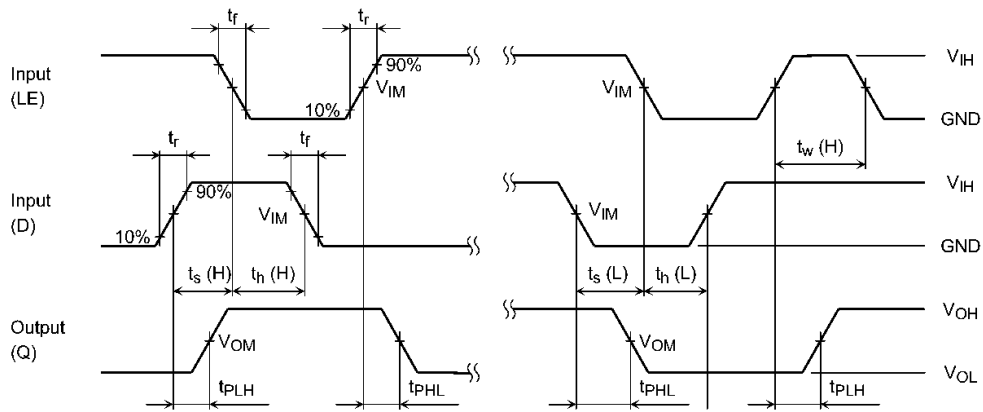 tf
tr
Input
(LE)
90%
VIM
10%
VIM
VIH
GND
tr
tf
tw (H)
Input
(D)
90%
VIM
10%
VIM
VIH
GND
ts (H)
th (H)
ts (L)
th (L)
Output
(Q)
VOM
VOM
VOH
VOL
tPLH
tPHL
tPHL
tPLH